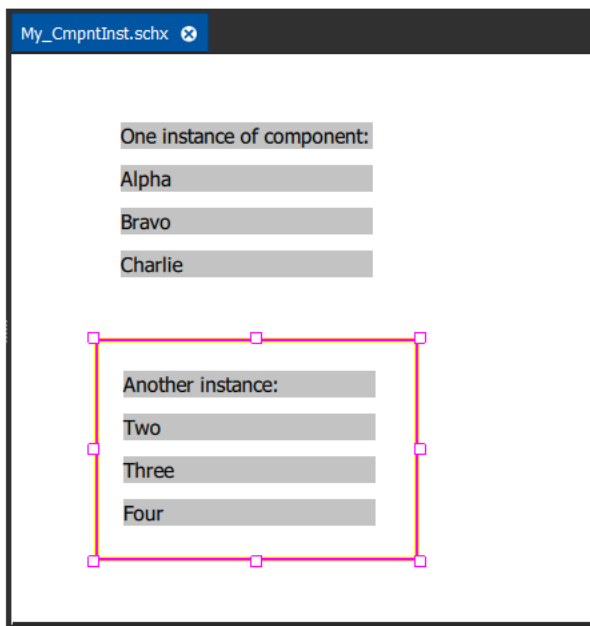 My_CmpntInst.schx
One instance of component:
Alpha
Bravo
Charlie
Another instance:
Two
Three
Four